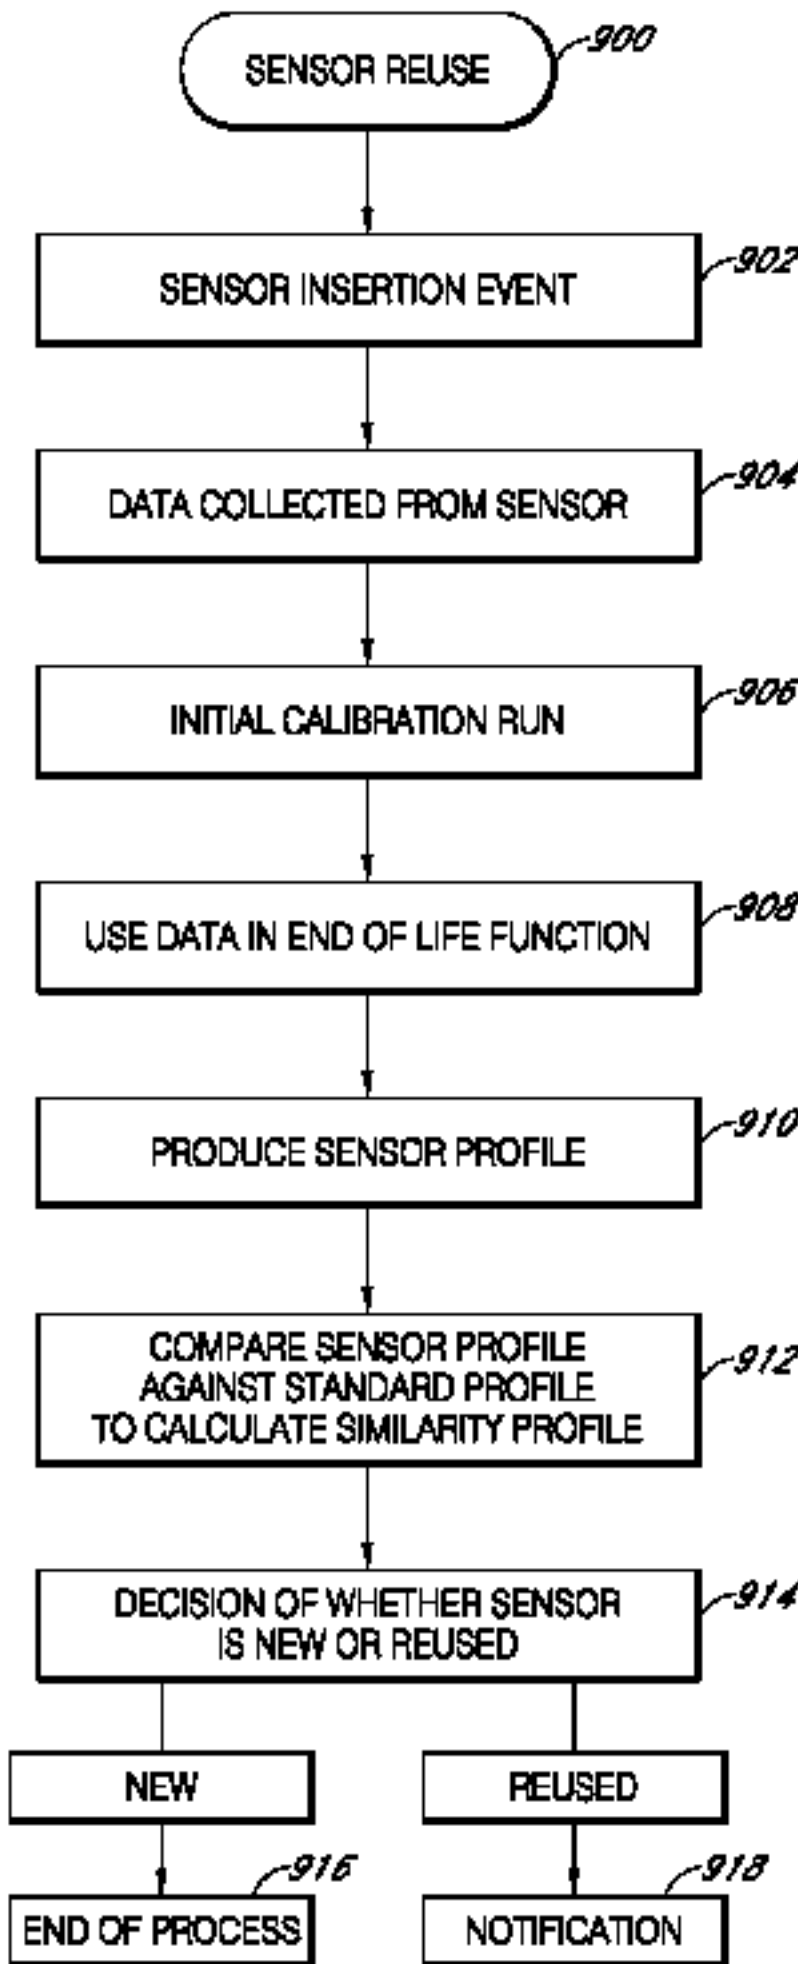 SENSOR REUSE
900
SENSOR INSERTION EVENT
902
DATA COLLECTED FROM SENSOR
904
INITIAL CALIBRATION RUN
906
USE DATA IN END OF LIFE FUNCTION
908
PRODUCE SENSOR PROFILE
910
COMPARE SENSOR PROFILE
AGAINST STANDARD PROFILE
TO CALCULATE SIMILARITY PROFILE
912
DECISION OF WHETHER SENSOR
IS NEW OR REUSED
914
NEW
REUSED
916
END OF PROCESS
918
NOTIFICATION